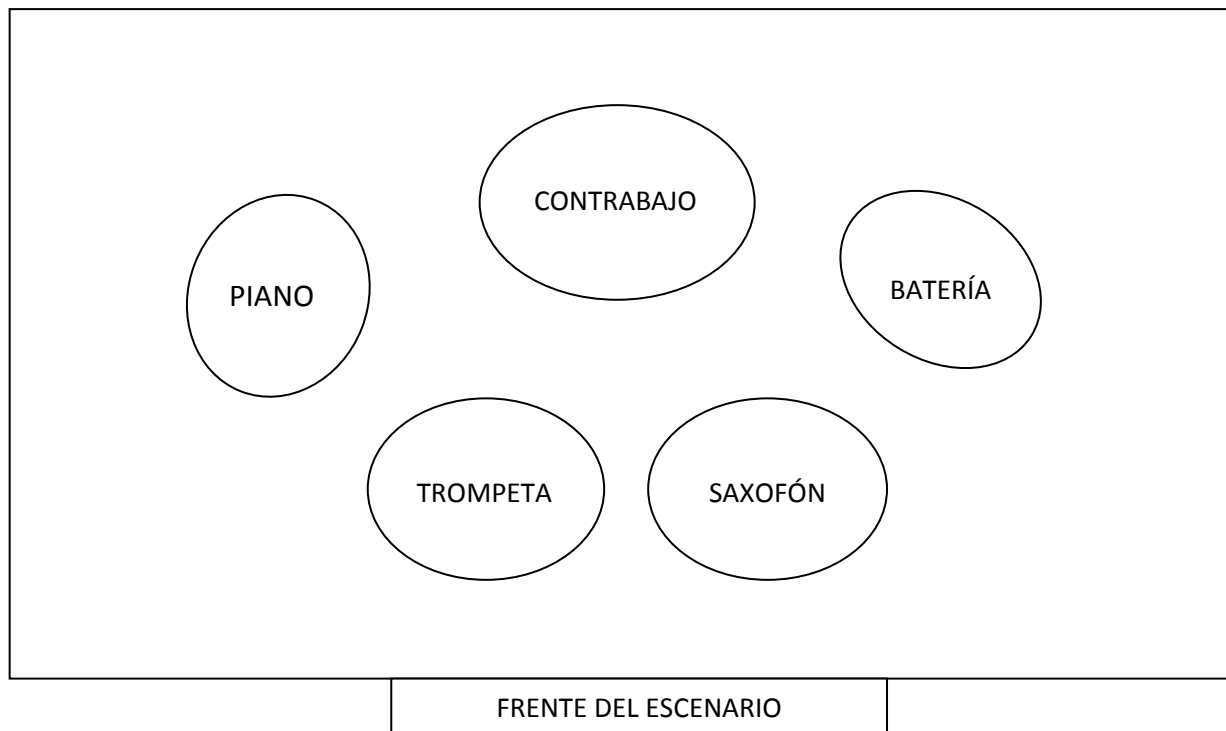 CONTRABAJO
PIANO
BATERÍA
TROMPETA
SAXOFÓN
FRENTE DEL ESCENARIO